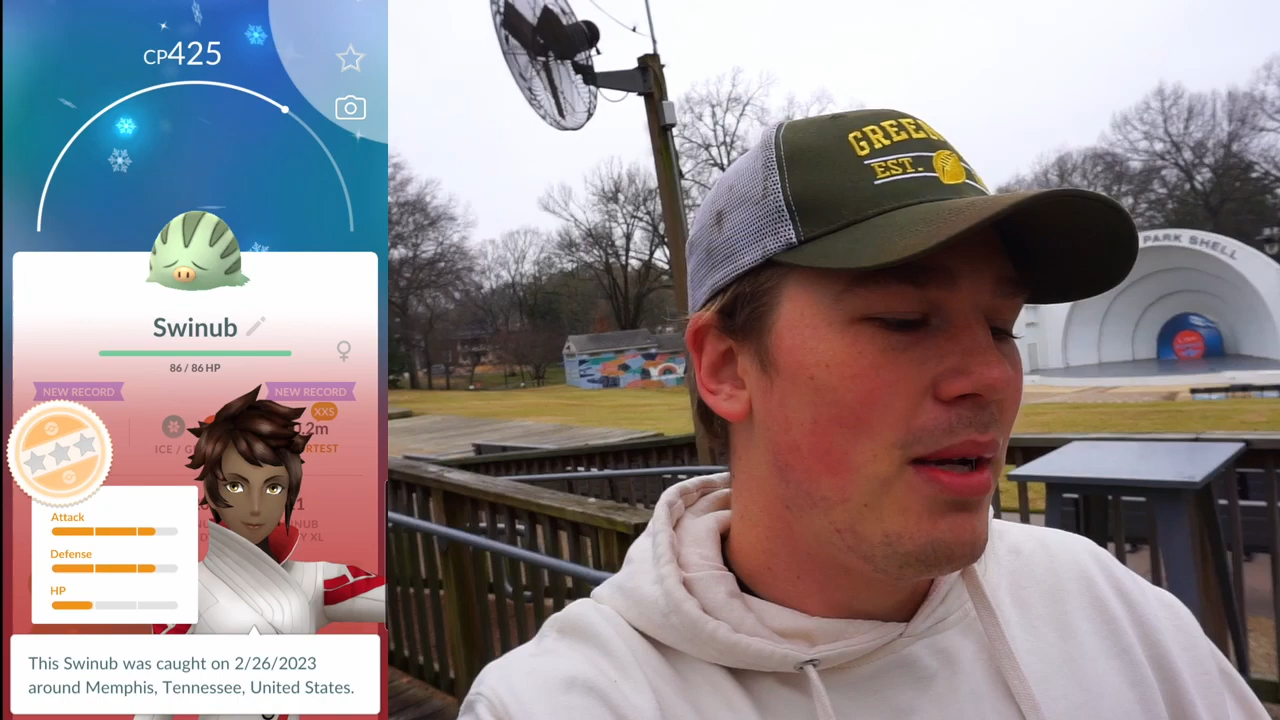 CP425
Swinub
86 / 86 HP
NEW RECORD
NEW RECORD
XXS
ICE /
Attack
Defense
HP
This Swinub was caught on 2/26/2023
around Memphis, Tennessee, United States.
EST.
PARK SHELL